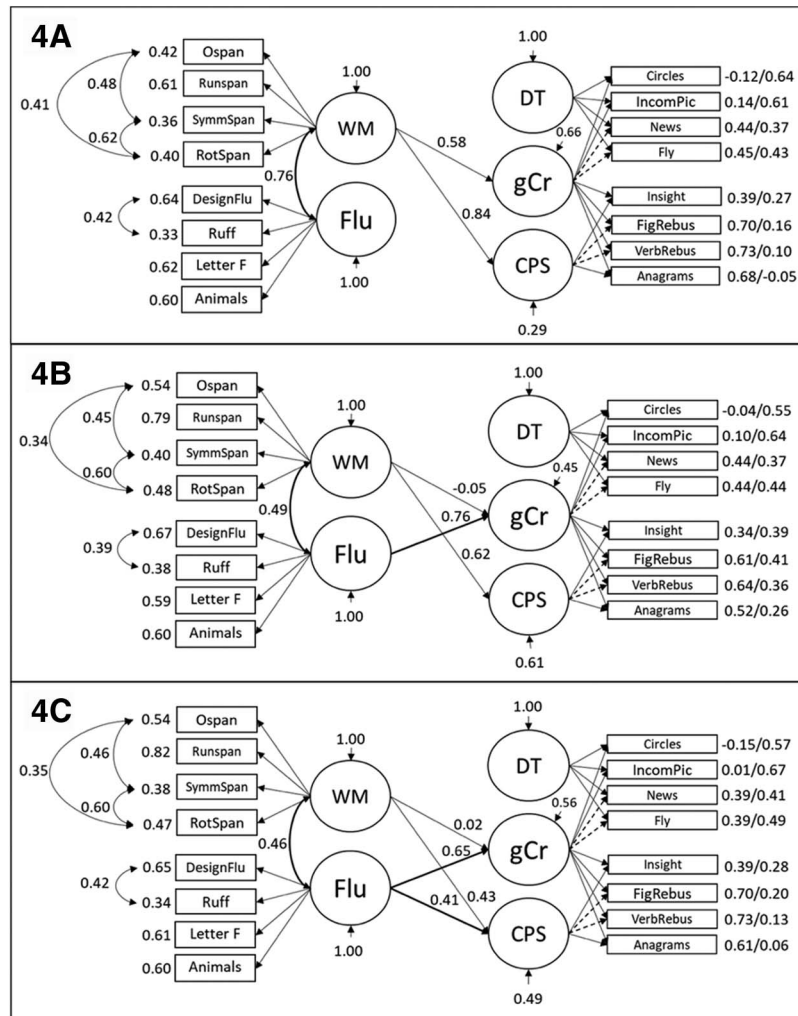 4A
0.42 Ospan
0.61 Runspan
0.36 SymmSpan
0.40 RotSpan
0.64 DesignFlu
0.33 Ruff
0.62 Letter F
0.60 Animals
0.41
0.48
0.62
0.42
1.00
WM
0.76
Flu
1.00
0.58
0.84
1.00
DT
0.66
gCr
CPS
0.29
Circles -0.12/0.64
IncomPic 0.14/0.61
News 0.44/0.37
Fly 0.45/0.43
Insight 0.39/0.27
FigRebus 0.70/0.16
VerbRebus 0.73/0.10
Anagrams 0.68/-0.05
4B
0.54 Ospan
0.79 Runspan
0.40 SymmSpan
0.48 RotSpan
0.67 DesignFlu
0.38 Ruff
0.59 Letter F
0.60 Animals
0.34
0.45
0.60
0.39
1.00
WM
0.49
Flu
1.00
-0.05
0.76
0.62
1.00
DT
0.45
gCr
CPS
0.61
Circles -0.04/0.55
IncomPic 0.10/0.64
News 0.44/0.37
Fly 0.44/0.44
Insight 0.34/0.39
FigRebus 0.61/0.41
VerbRebus 0.64/0.36
Anagrams 0.52/0.26
4C
0.54 Ospan
0.82 Runspan
0.38 SymmSpan
0.47 RotSpan
0.65 DesignFlu
0.34 Ruff
0.61 Letter F
0.60 Animals
0.35
0.46
0.60
0.42
1.00
WM
0.46
Flu
1.00
0.02
0.65
0.41 0.43
1.00
DT
0.56
gCr
CPS
0.49
Circles -0.15/0.57
IncomPic 0.01/0.67
News 0.39/0.41
Fly 0.39/0.49
Insight 0.39/0.28
FigRebus 0.70/0.20
VerbRebus 0.73/0.13
Anagrams 0.61/0.06